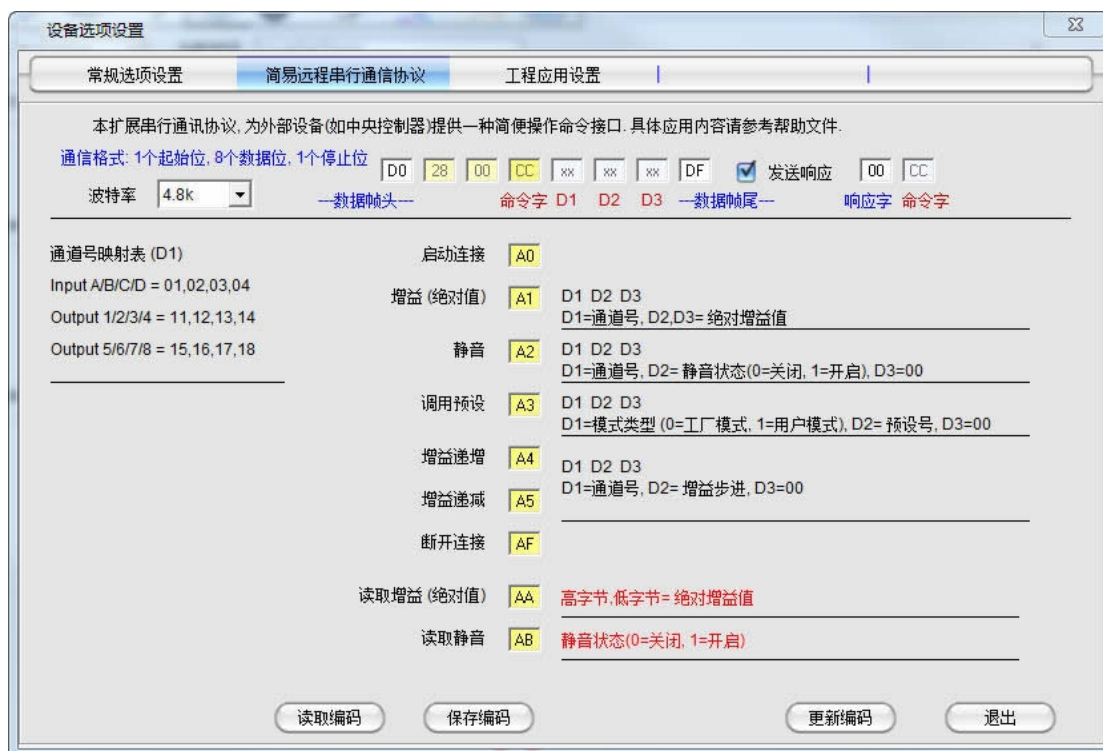 设备选项设置
常规选项设置 简易远程串行通信协议 工程应用设置
本扩展串行通讯协议, 为外部设备(如中央控制器)提供一种简便操作命令接口. 具体应用内容请参考帮助文件.
通信格式: 1个起始位, 8个数据位, 1个停止位 D0 28 00 CC xx xx xx DF 发送响应 00 CC
波特率 4.8k ---数据帧头--- 命令字 D1 D2 D3 ---数据帧尾--- 响应字 命令字
通道号映射表 (D1)
Input A/B/C/D = 01,02,03,04
Output 1/2/3/4 = 11,12,13,14
Output 5/6/7/8 = 15,16,17,18
启动连接 A0
增益 (绝对值) A1 D1 D2 D3
D1=通道号, D2,D3= 绝对增益值
静音 A2 D1 D2 D3
D1=通道号, D2= 静音状态(0=关闭, 1=开启), D3=00
调用预设 A3 D1 D2 D3
D1=模式类型 (0=工厂模式, 1=用户模式), D2= 预设号, D3=00
增益递增 A4 D1 D2 D3
D1=通道号, D2= 增益步进, D3=00
增益递减 A5
断开连接 AF
读取增益 (绝对值) AA 高字节,低字节= 绝对增益值
读取静音 AB 静音状态(0=关闭, 1=开启)
读取编码 保存编码 更新编码 退出